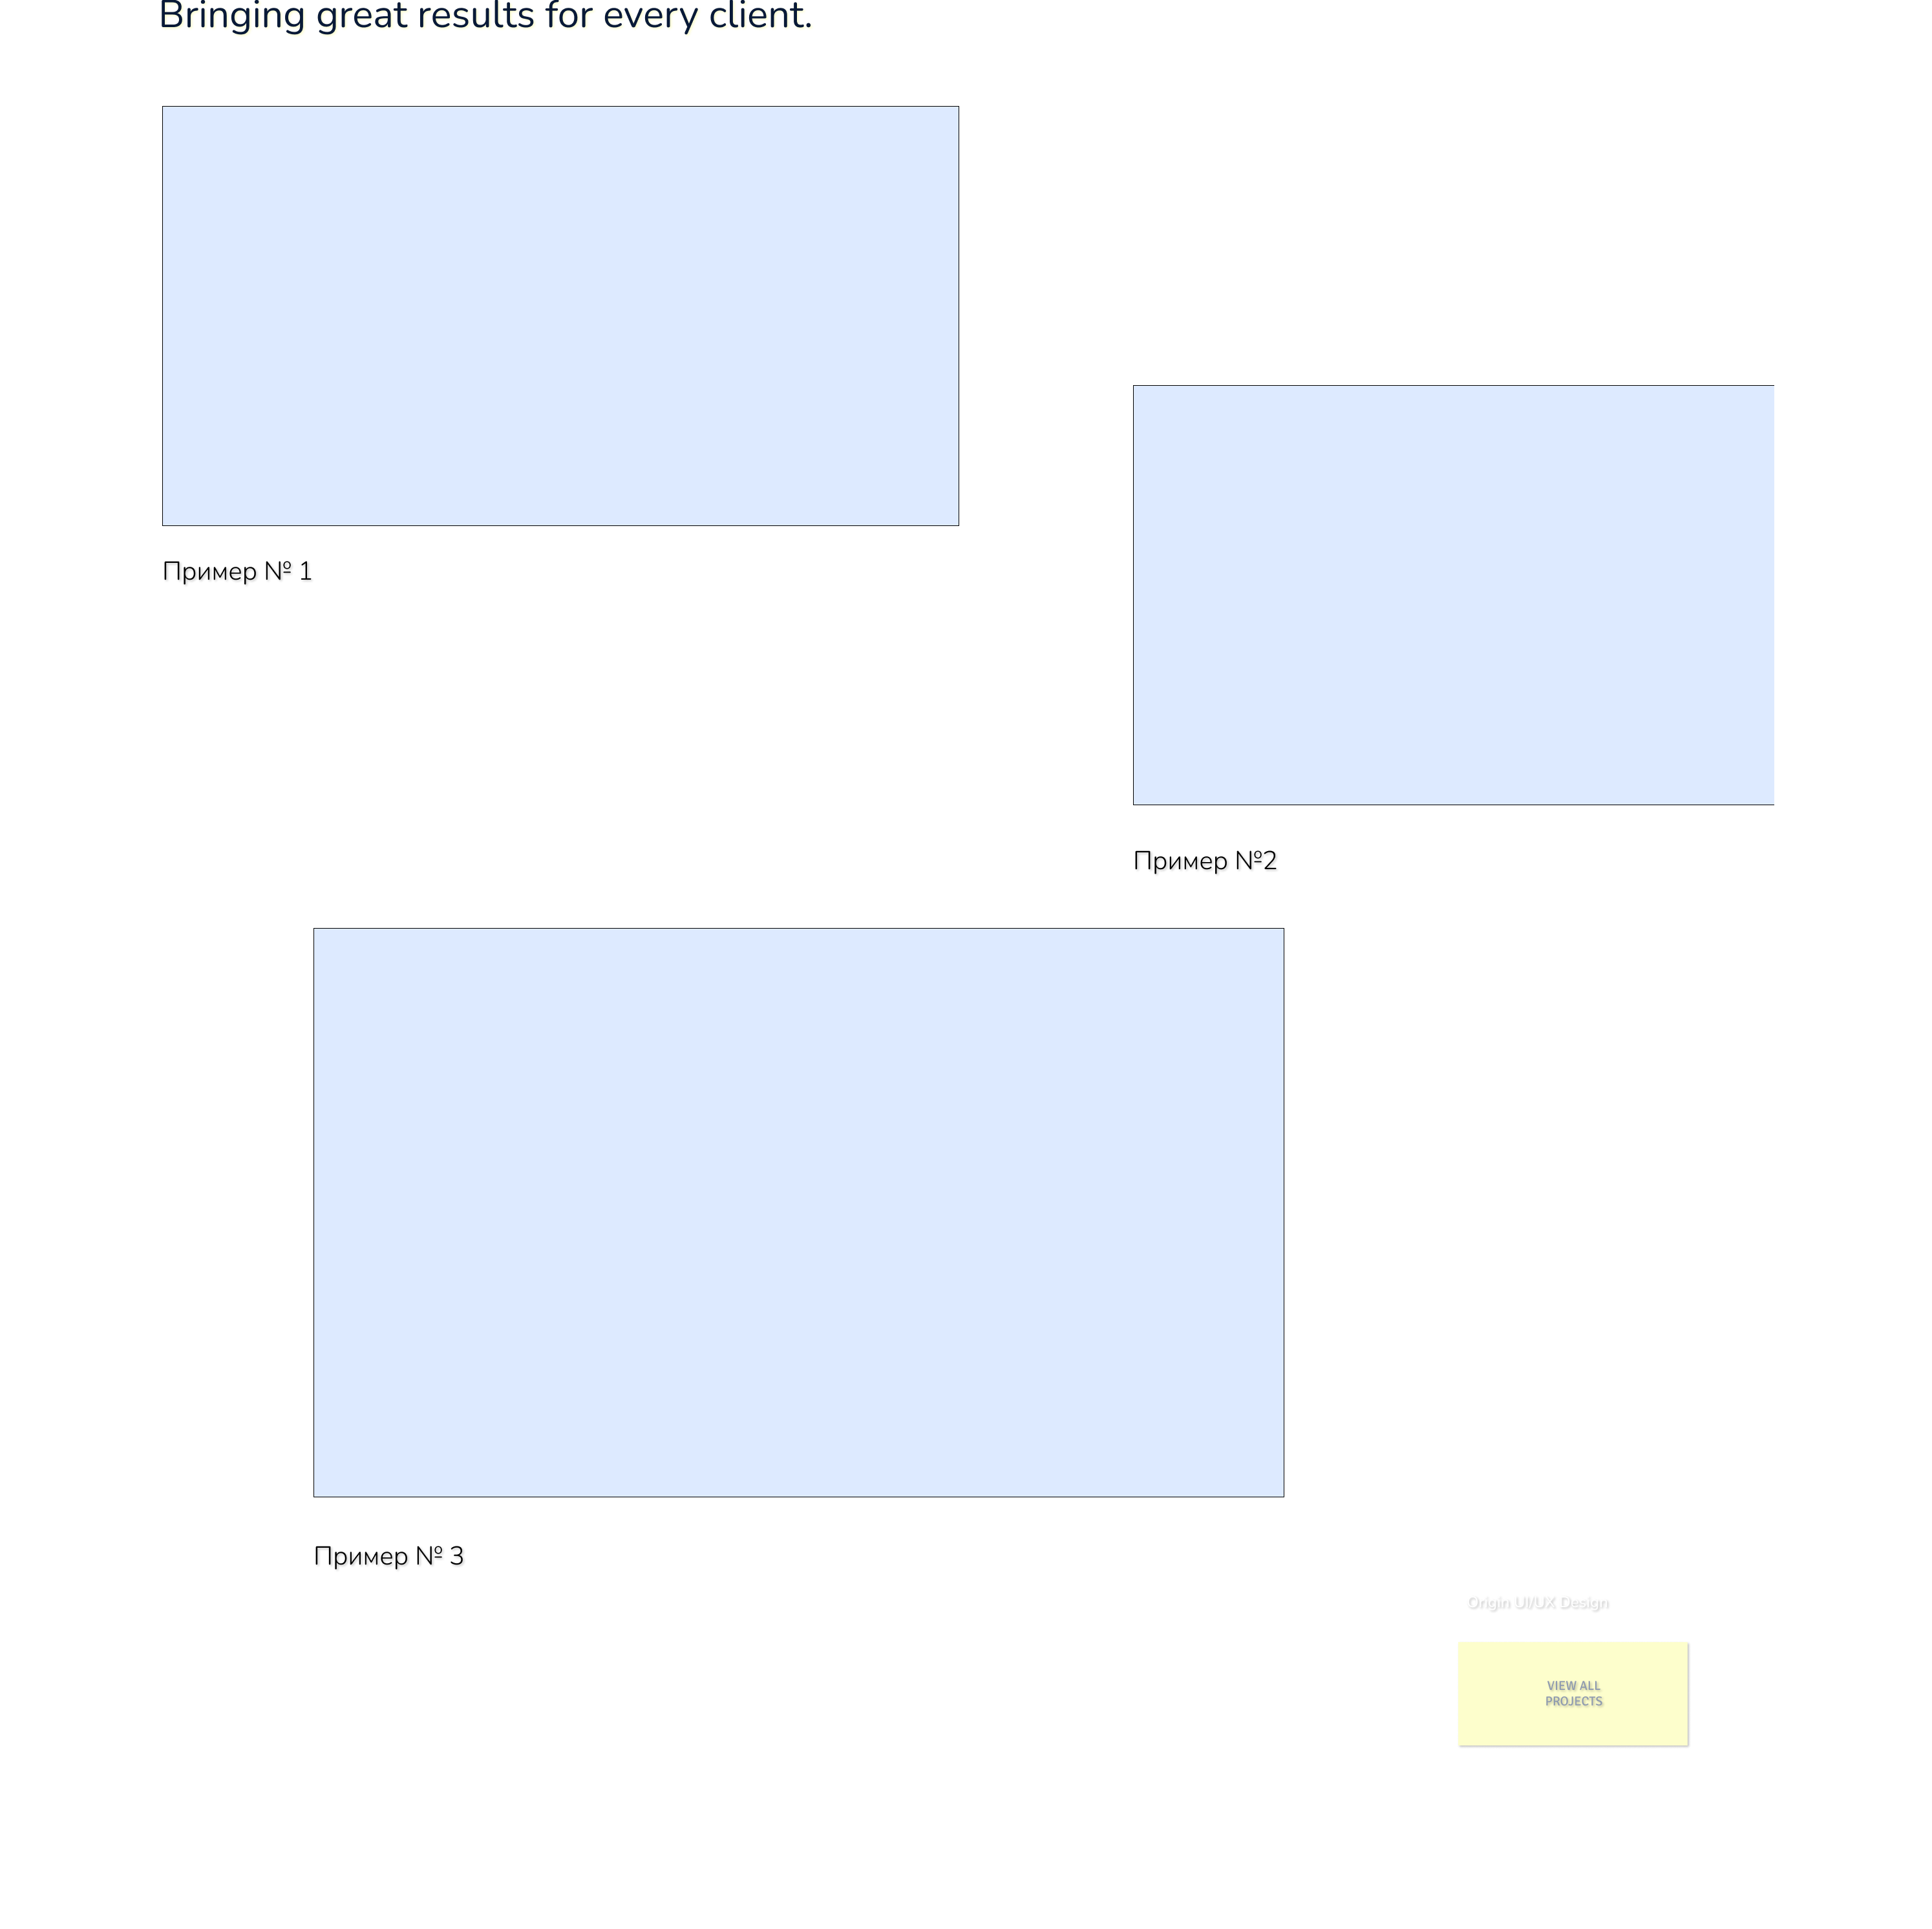 Bringing great results for every client.
Пример № 1
Пример №2
Пример № 3
Origin UI/UX Design
VIEW ALL
PROJECTS